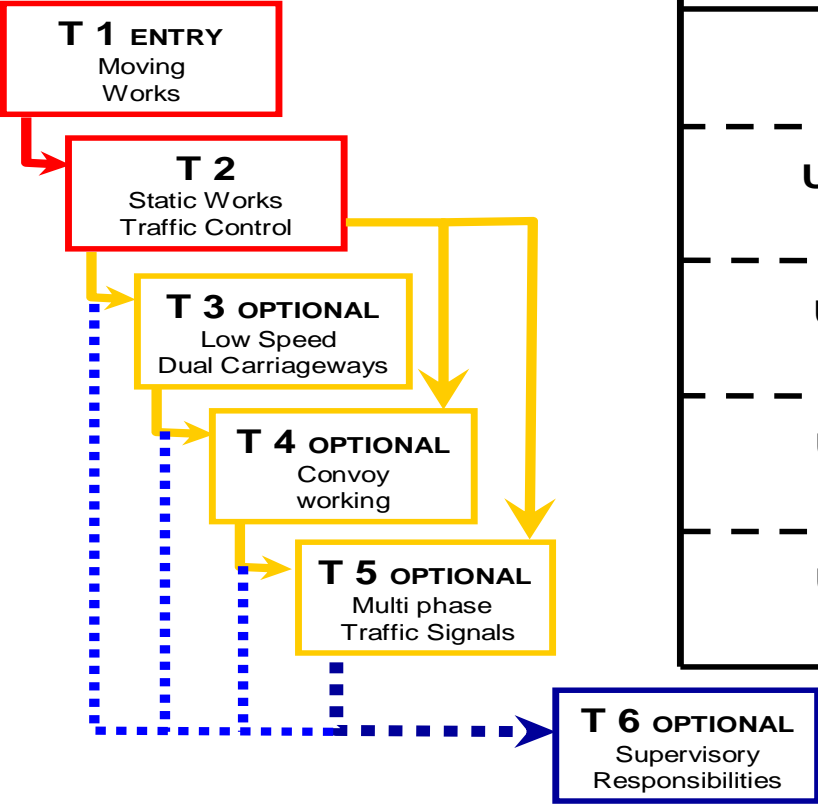 T 1 ENTRY
Moving
Works
T 2
Static Works
Traffic Control
T 3 OPTIONAL
Low Speed
Dual Carriageways
T 4 OPTIONAL
Convoy
working
T 5 OPTIONAL
Multi phase
Traffic Signals
T 6 OPTIONAL
Supervisory
Responsibilities